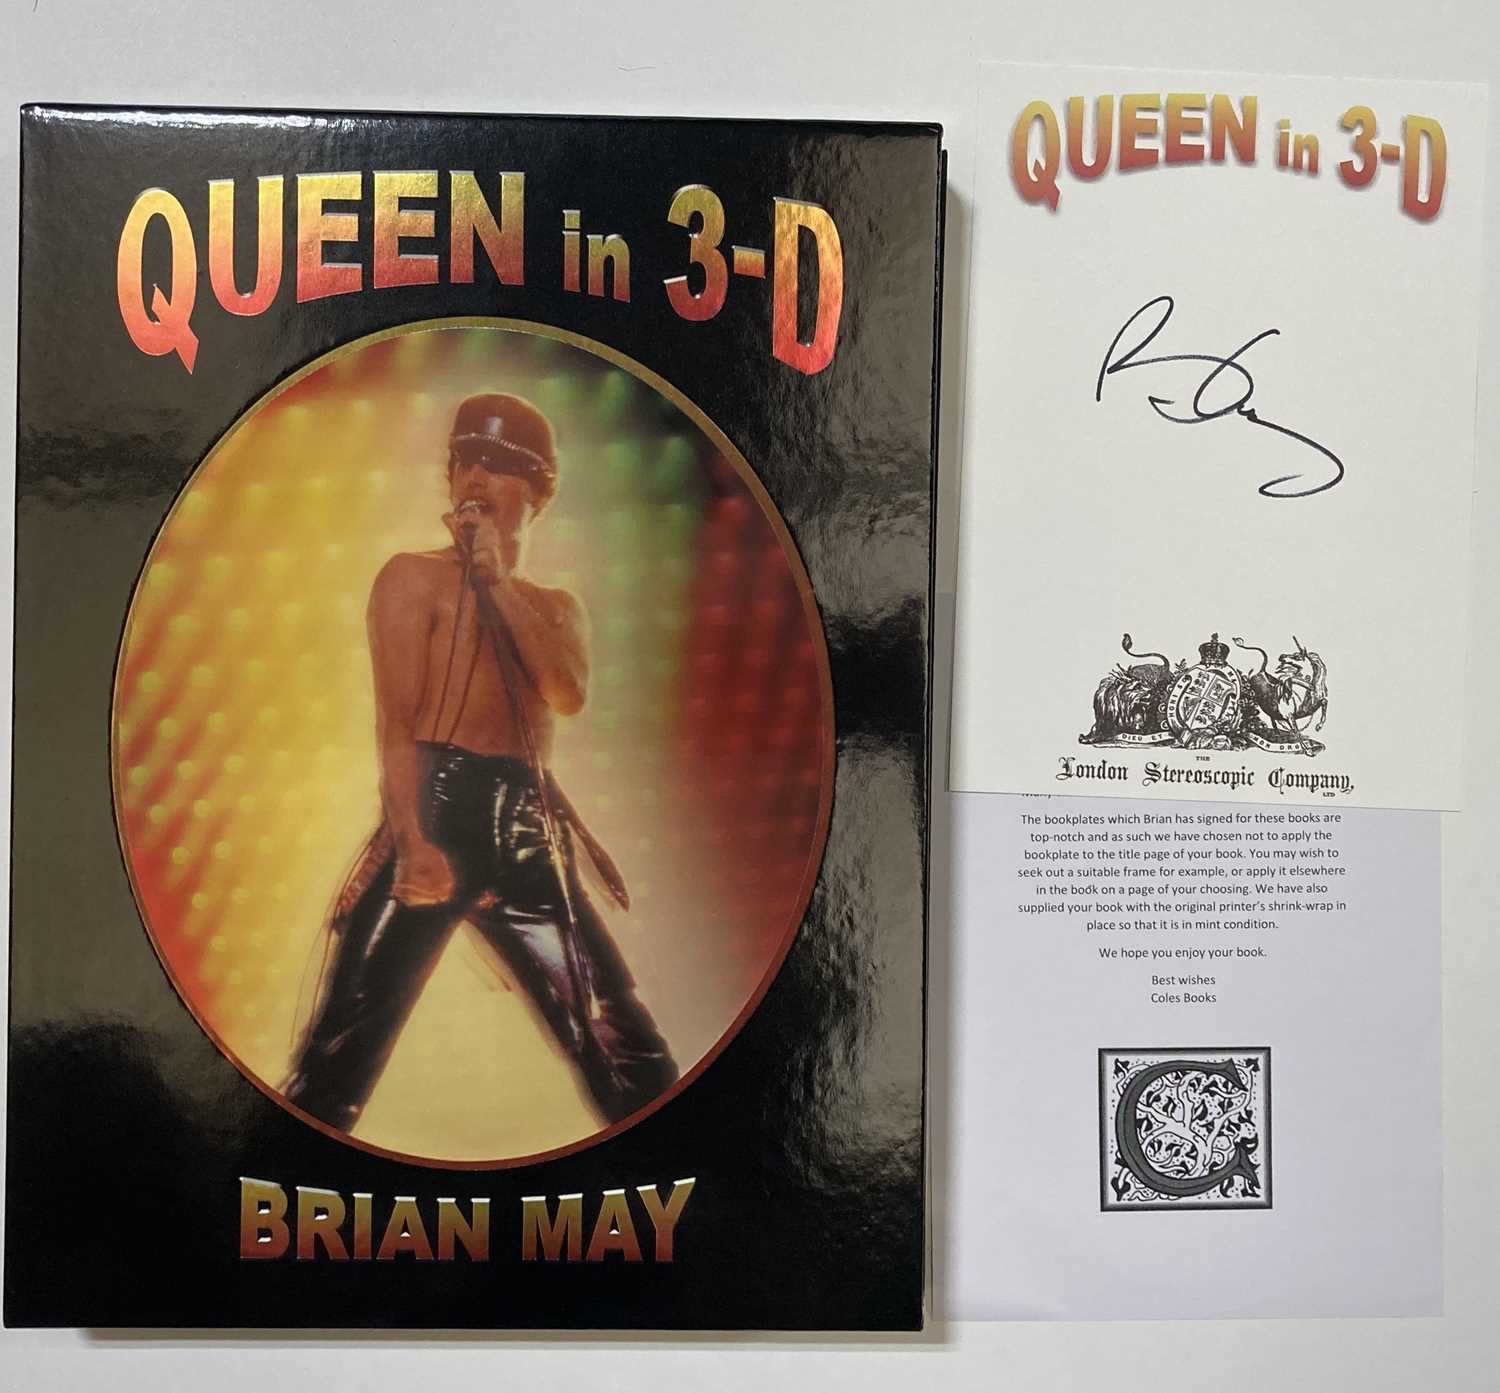 QUEEN in 3-D
BRIAN MAY
QUEEN in 3-D
DIEU ET
MON DRO
THE
London Stereoscopic Company,
LTD
The bookplates which Brian has signed for these books are
top-notch and as such we have chosen not to apply the
bookplate to the title page of your book. You may wish to
seek out a suitable frame for example, or apply it elsewhere
in the book on a page of your choosing. We have also
supplied your book with the original printer's shrink-wrap in
place so that it is in mint condition.
We hope you enjoy your book.
Best wishes
Coles Books
C